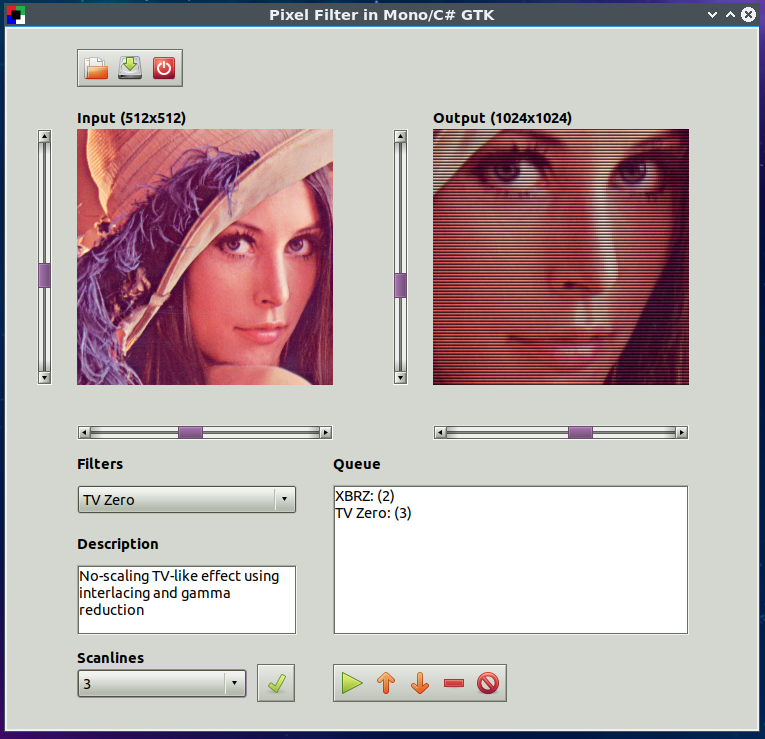 Pixel Filter in Mono/C# GTK
Input (512x512)
Output (1024x1024)
Filters
Queue
TV Zero
XBRZ: (2)
TV Zero: (3)
Description
No-scaling TV-like effect using
interlacing and gamma
reduction
Scanlines
3